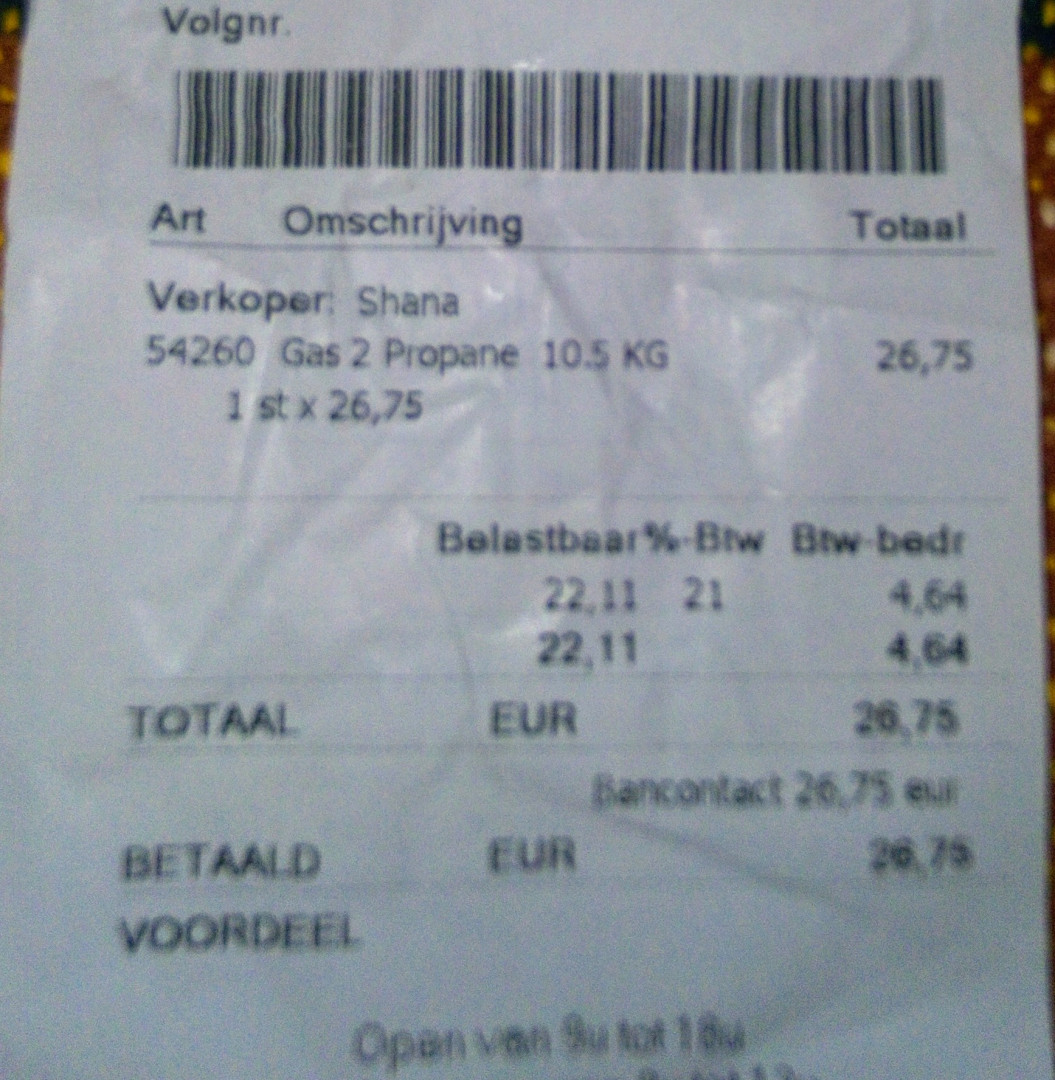 Volgnr.
Art Omschrijving Totaal
Verkoper: Shana
54260 Gas 2 Propane 10.5 KG 26,75
1 st x 26,75
Belastbaar %-Btw Btw-bedr
22,11 21 4,64
22,11 4,64
TOTAAL EUR 26,75
Bancontact 26,75 eur
BETAALD EUR 26,75
VOORDEEL
Open van 9u tot 18u